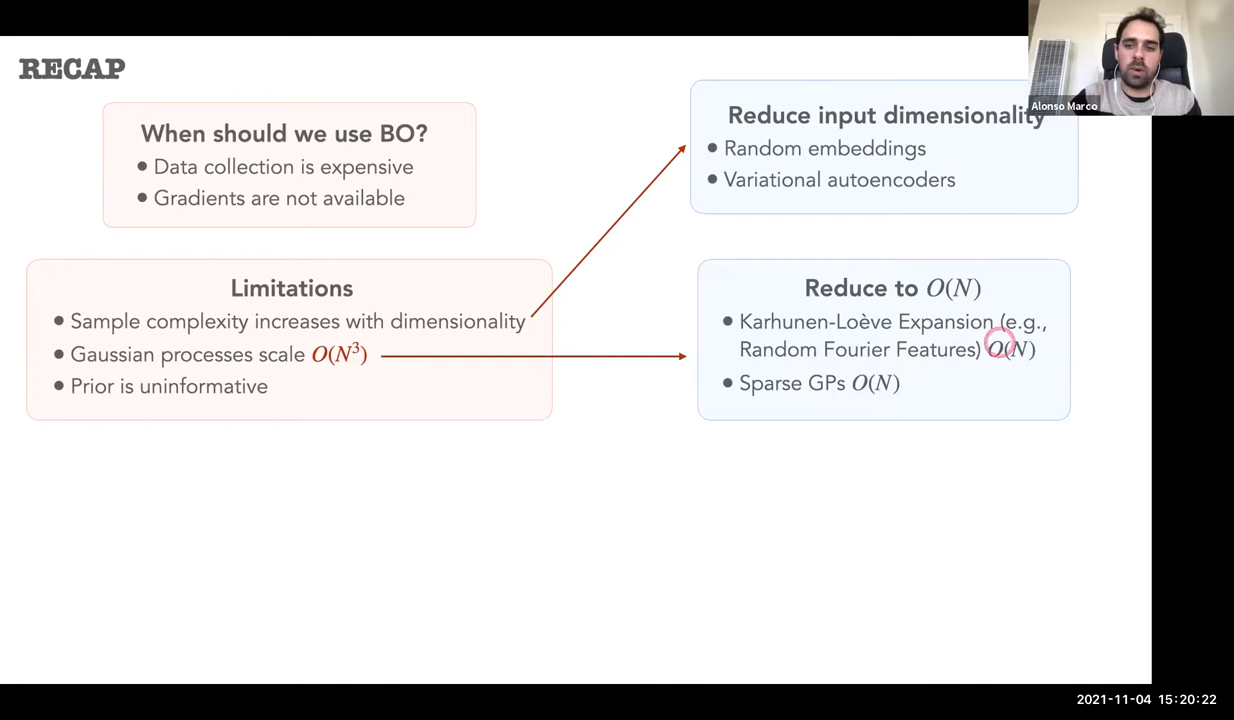 RECAP
When should we use BO?
● Data collection is expensive
● Gradients are not available
Limitations
● Sample complexity increases with dimensionality
● Gaussian processes scale O(N³)
● Prior is uninformative
Reduce input dimensionality
● Random embeddings
● Variational autoencoders
Reduce to O(N)
● Karhunen-Loève Expansion (e.g.,
Random Fourier Features) O(N)
● Sparse GPs O(N)
Alonso Marco
2021-11-04 15:20:22